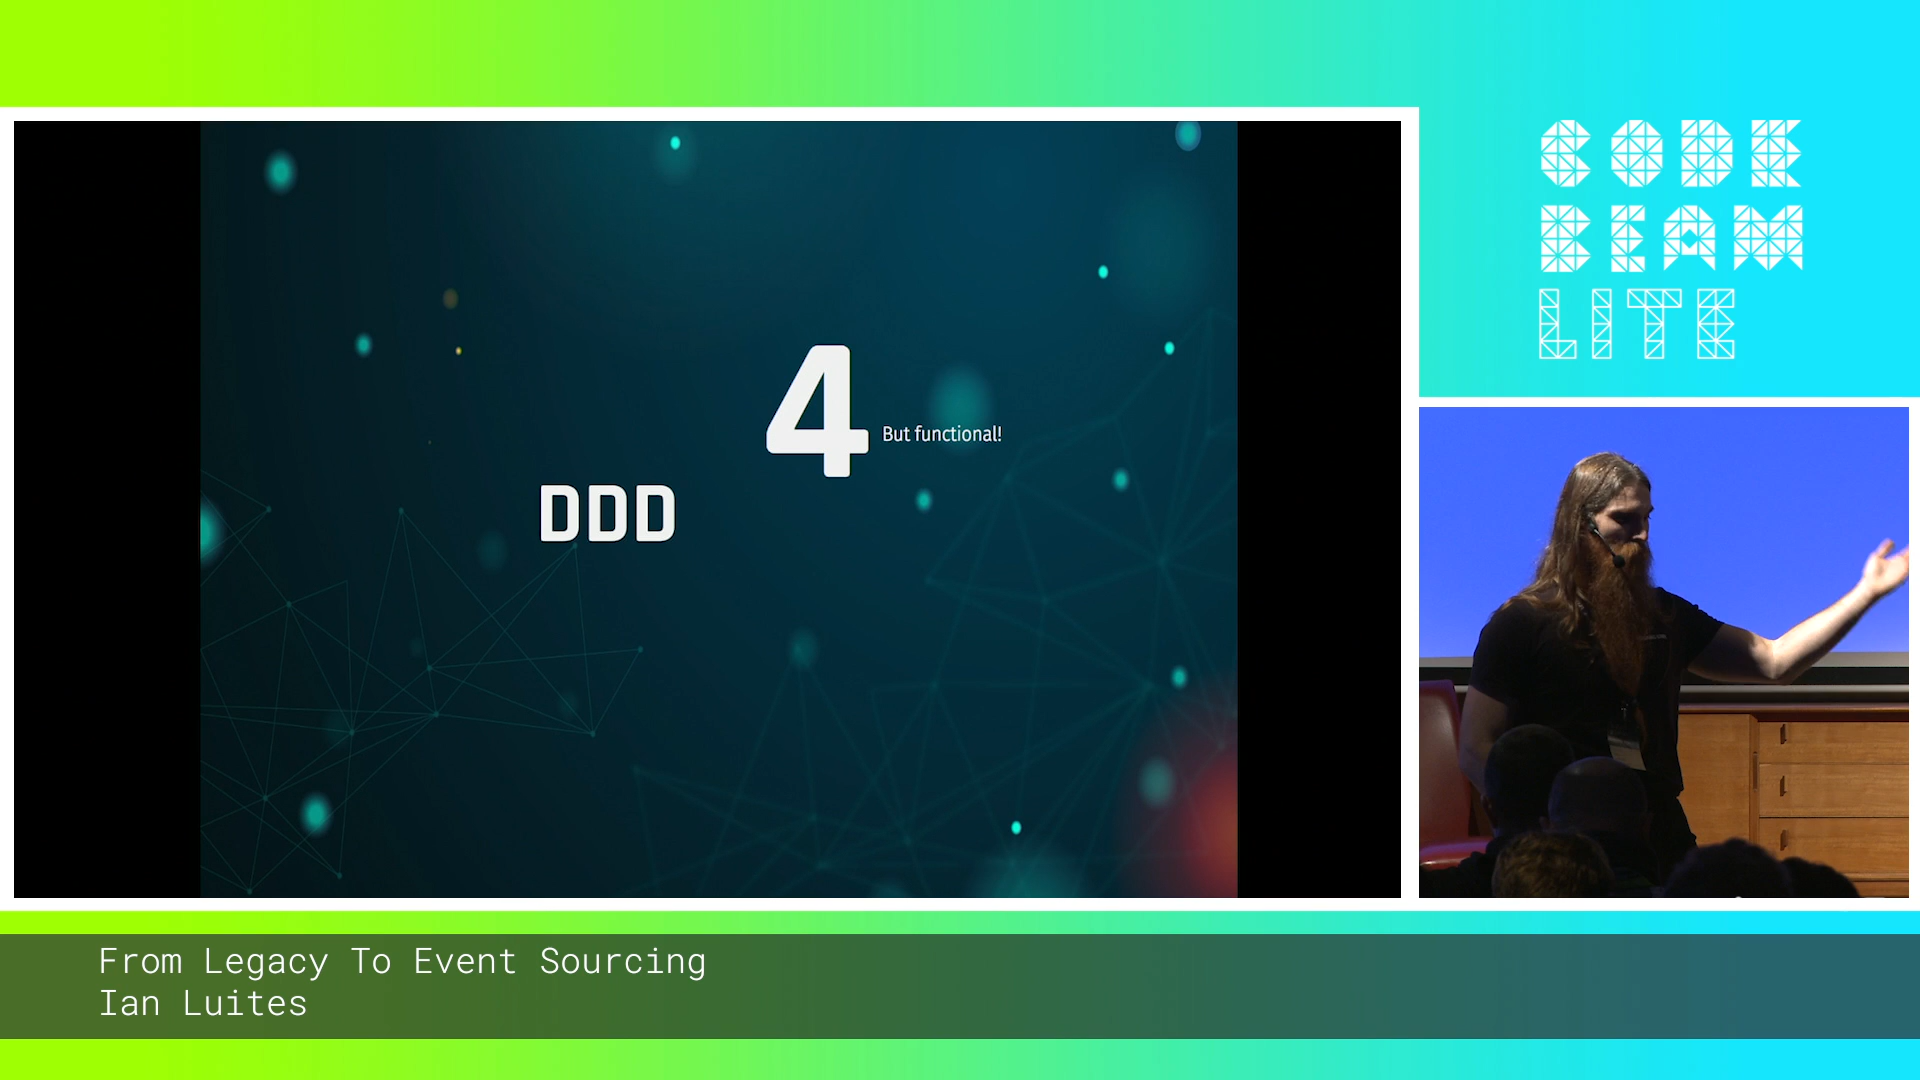 4
But functional!
DDD
CODE
BEAM
LITE
From Legacy To Event Sourcing
Ian Luites